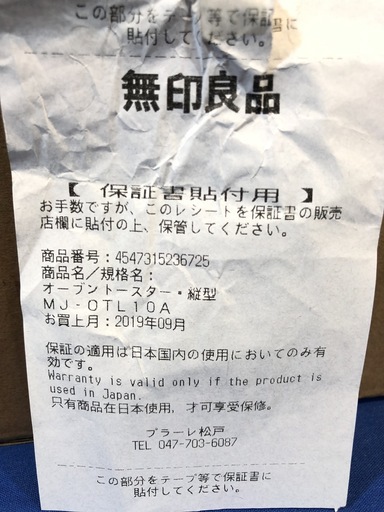 この部分をテープ等で保証書に
貼付してください。
無印良品
【 保証書貼付用 】
お手数ですが、このレシートを保証書の販売
店欄に貼付の上、保管してください。
商品番号：4547315236725
商品名／規格名：
オーブントースター・縦型
ＭＪ－ＯＴＬ１０Ａ
お買上月：2019年09月
保証の適用は日本国内の使用においてのみ有
効です。
Warranty is valid only if the product is
used in Japan.
只有商品在日本使用，才可享受保修。
プラーレ松戸
TEL 047-703-6087
この部分をテープ等で保証書に
貼付してください。